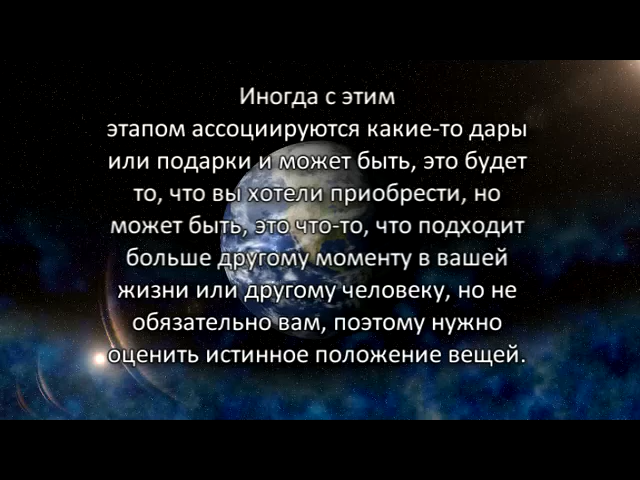 Иногда с этим
этапом ассоциируются какие-то дары
или подарки и может быть, это будет
то, что вы хотели приобрести, но
может быть, это что-то, что подходит
больше другому моменту в вашей
жизни или другому человеку, но не
обязательно вам, поэтому нужно
оценить истинное положение вещей.